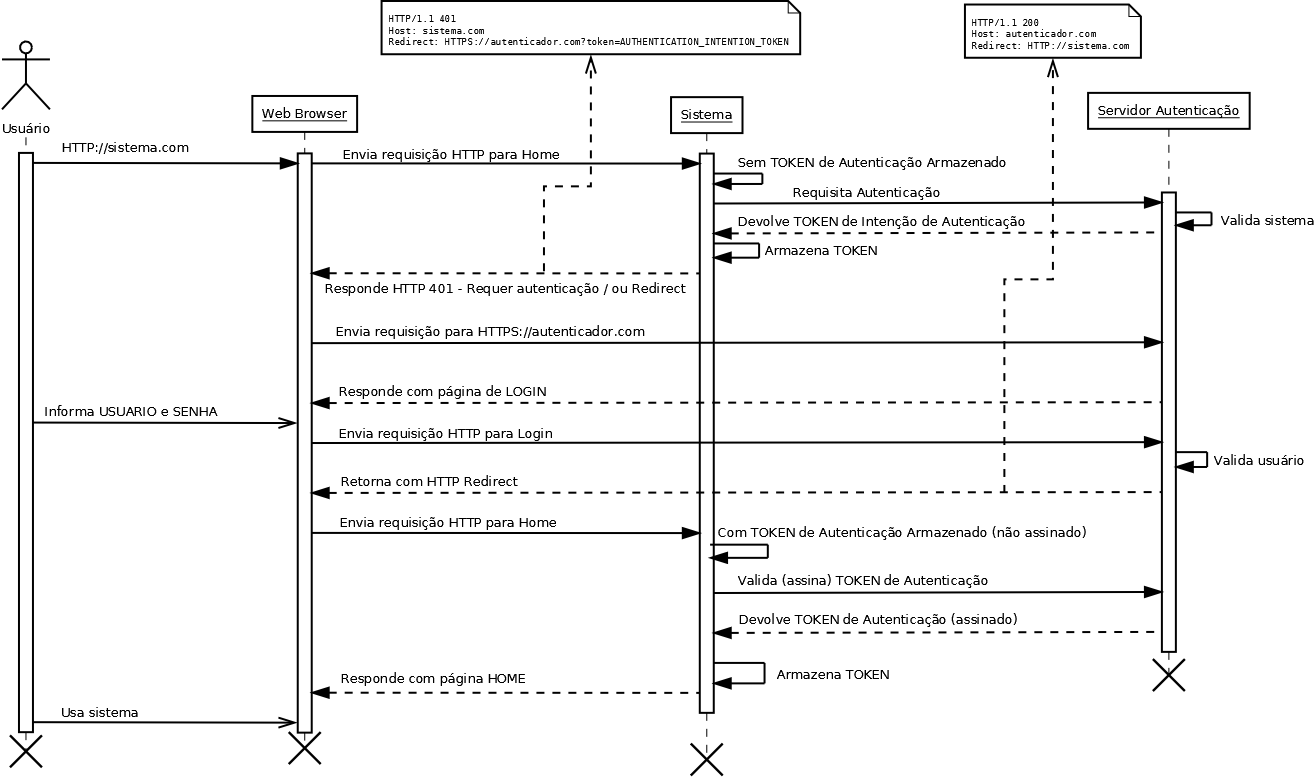 HTTP/1.1 401
Host: sistema.com
Redirect: HTTPS://autenticador.com?token=AUTHENTICATION_INTENTION_TOKEN
HTTP/1.1 200
Host: autenticador.com
Redirect: HTTP://sistema.com
Usuário
Web Browser
Sistema
Servidor Autenticação
HTTP://sistema.com
Envia requisição HTTP para Home
Sem TOKEN de Autenticação Armazenado
Requisita Autenticação
Valida sistema
Devolve TOKEN de Intenção de Autenticação
Armazena TOKEN
Responde HTTP 401 - Requer autenticação / ou Redirect
Envia requisição para HTTPS://autenticador.com
Responde com página de LOGIN
Informa USUARIO e SENHA
Envia requisição HTTP para Login
Valida usuário
Retorna com HTTP Redirect
Envia requisição HTTP para Home
Com TOKEN de Autenticação Armazenado (não assinado)
Valida (assina) TOKEN de Autenticação
Devolve TOKEN de Autenticação (assinado)
Armazena TOKEN
Responde com página HOME
Usa sistema